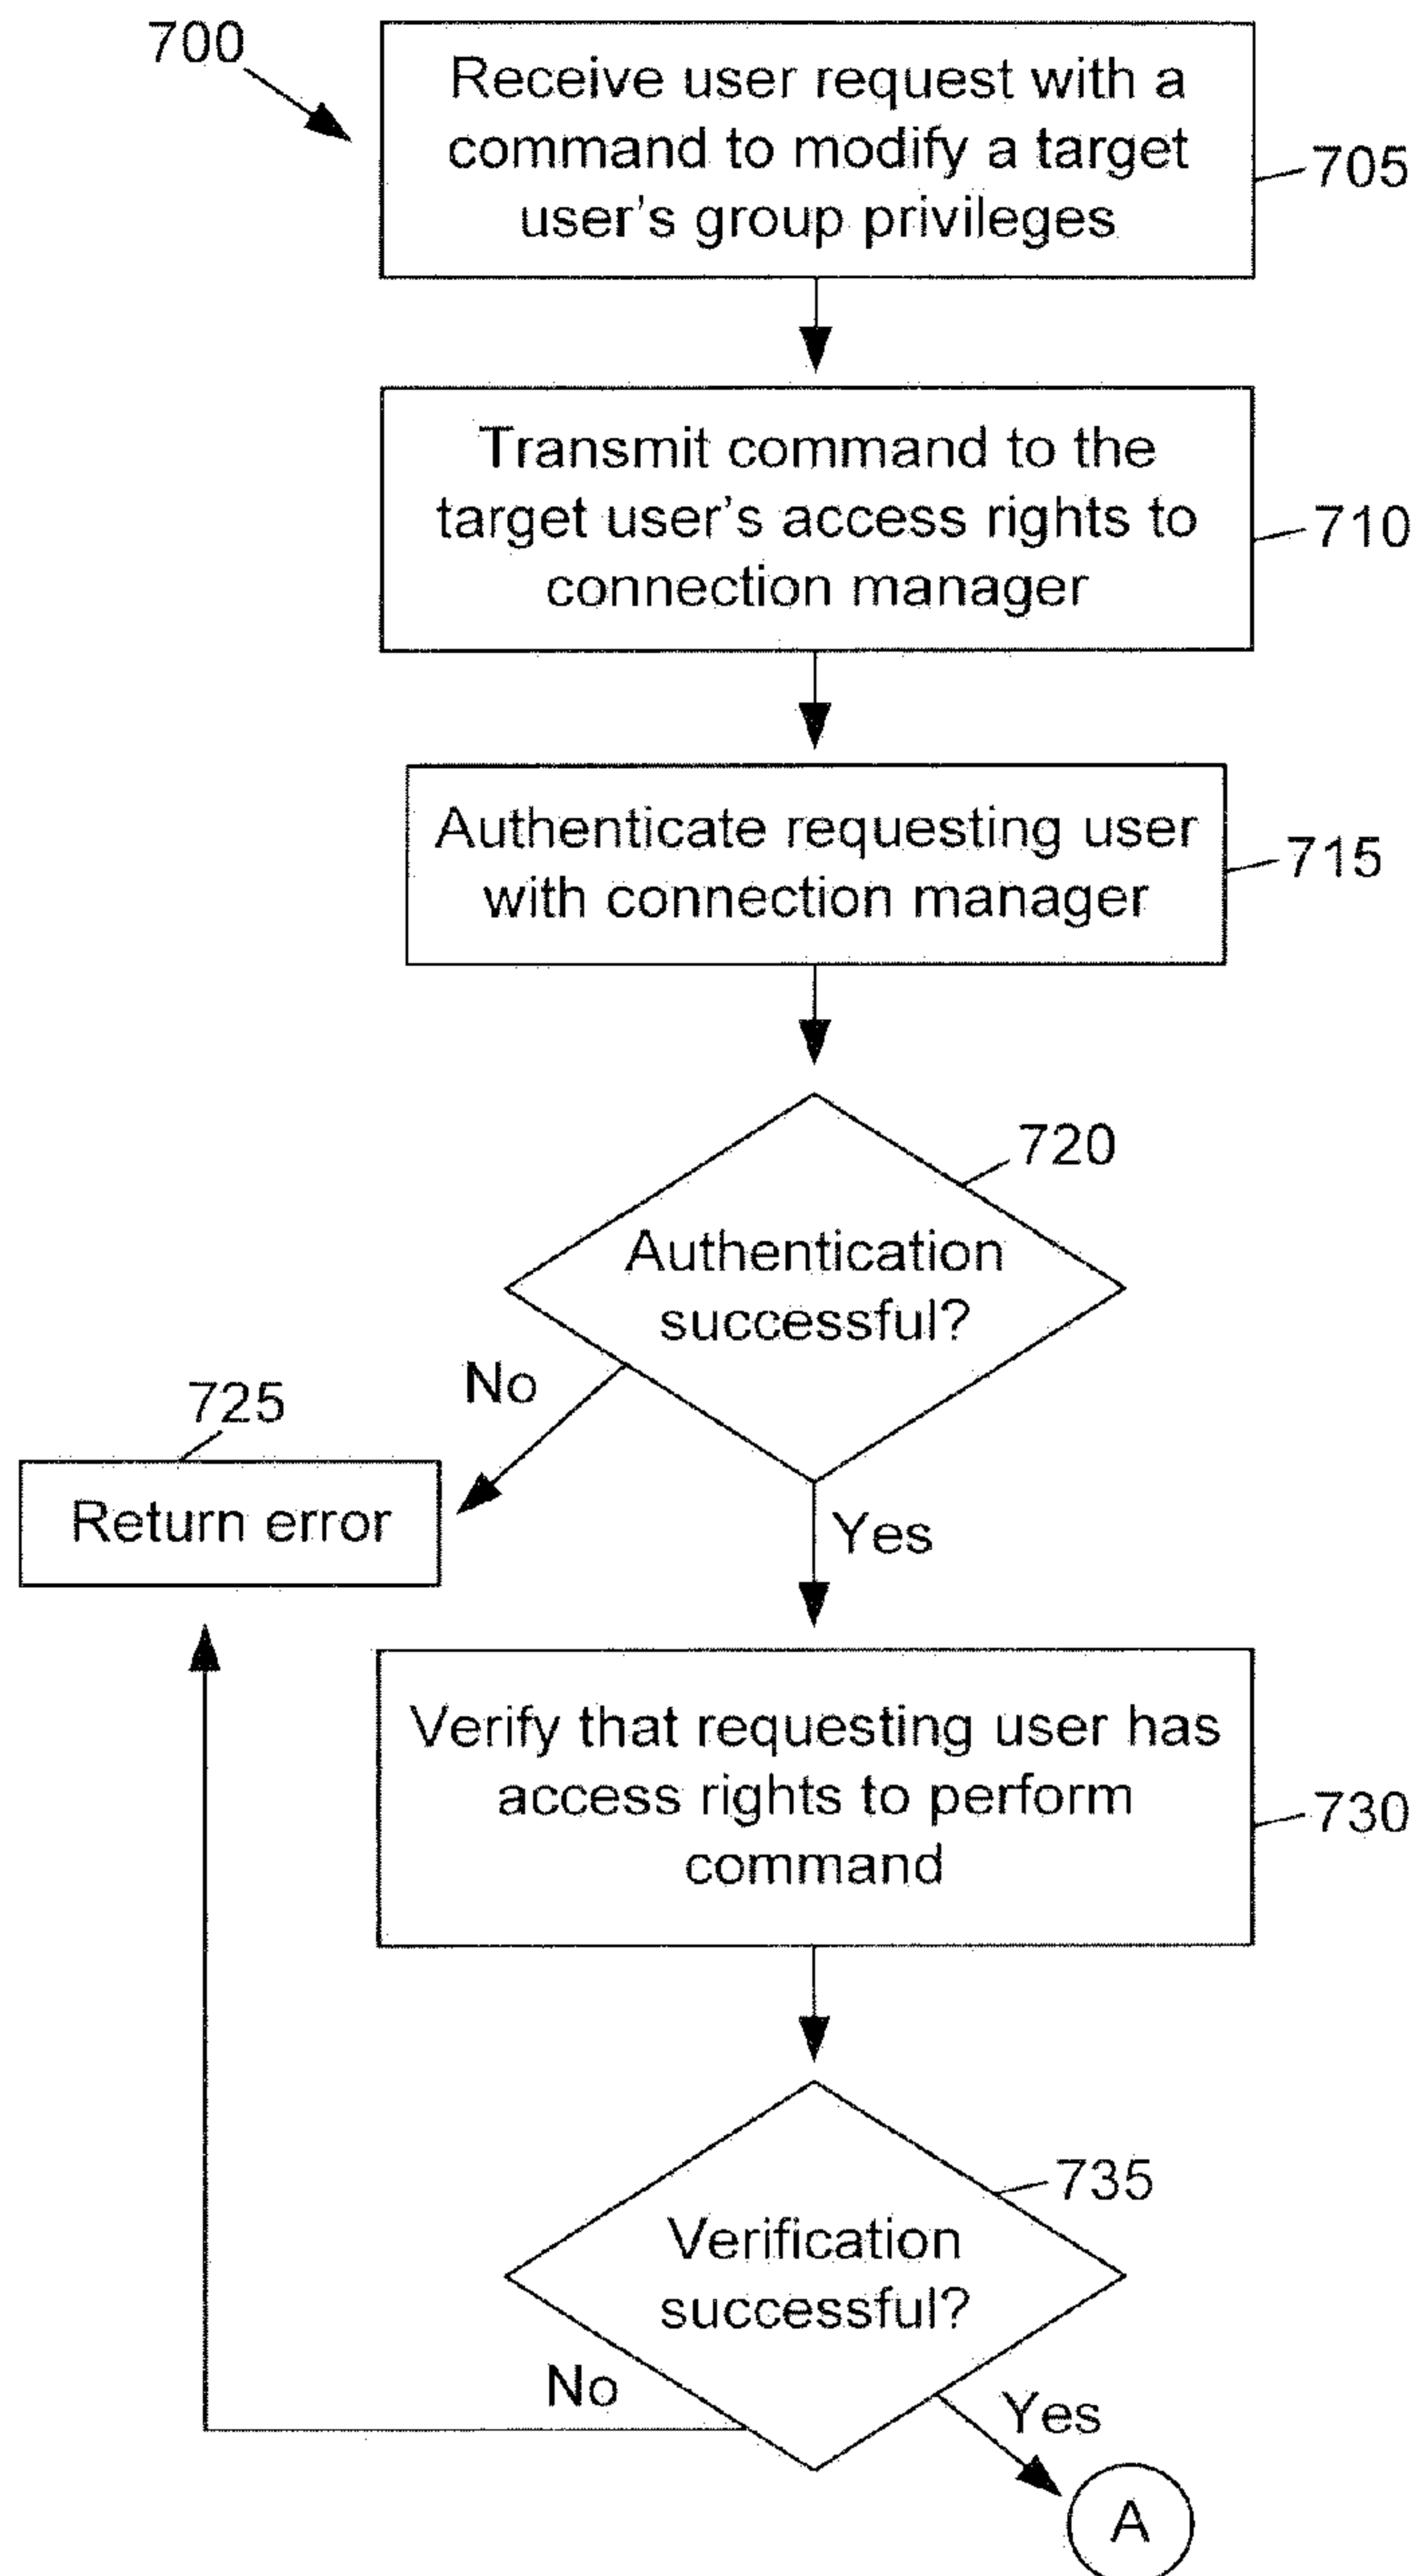 700
Receive user request with a
command to modify a target
user's group privileges
705
Transmit command to the
target user's access rights to
connection manager
710
Authenticate requesting user
with connection manager
715
720
Authentication
successful?
No
725
Return error
Yes
Verify that requesting user has
access rights to perform
command
730
735
Verification
successful?
No
Yes
A